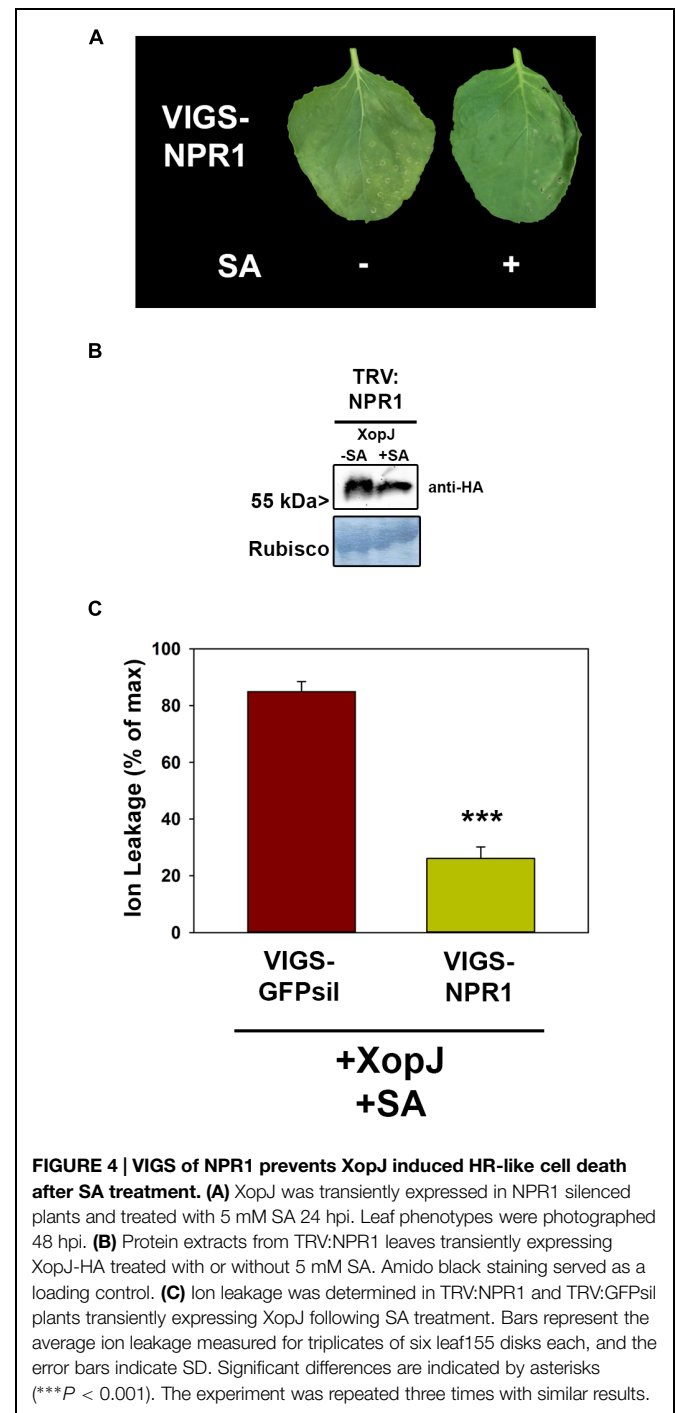 A
VIGS-
NPR1
SA - +
B
TRV:
NPR1
XopJ
-SA +SA
55 kDa>
anti-HA
Rubisco
C
Ion Leakage (% of max)
100
80
60
40
20
0
***
VIGS-
GFPsil
VIGS-
NPR1
+XopJ
+SA
FIGURE 4 | VIGS of NPR1 prevents XopJ induced HR-like cell death
after SA treatment. (A) XopJ was transiently expressed in NPR1 silenced
plants and treated with 5 mM SA 24 hpi. Leaf phenotypes were photographed
48 hpi. (B) Protein extracts from TRV:NPR1 leaves transiently expressing
XopJ-HA treated with or without 5 mM SA. Amido black staining served as a
loading control. (C) Ion leakage was determined in TRV:NPR1 and TRV:GFPsil
plants transiently expressing XopJ following SA treatment. Bars represent the
average ion leakage measured for triplicates of six leaf155 disks each, and the
error bars indicate SD. Significant differences are indicated by asterisks
(***P < 0.001). The experiment was repeated three times with similar results.